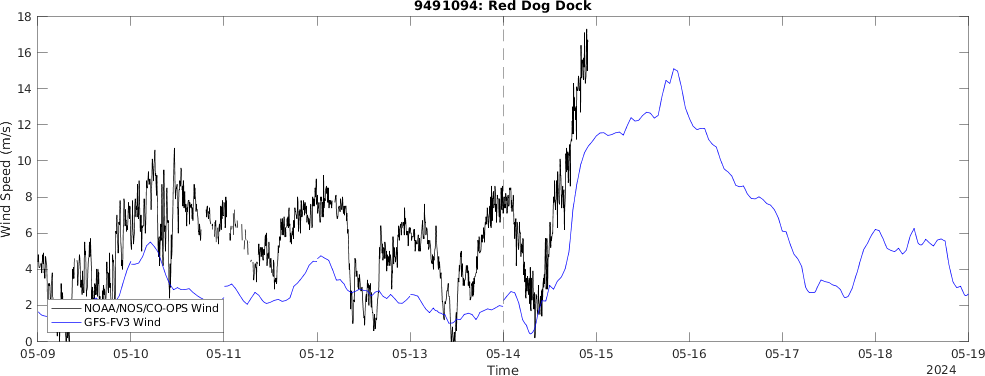 9491094: Red Dog Dock
18
16
14
12
10
8
6
4
2
0
Wind Speed (m/s)
NOAA/NOS/CO-OPS Wind
GFS-FV3 Wind
05-09 05-10 05-11 05-12 05-13 05-14 05-15 05-16 05-17 05-18 05-19
Time
2024